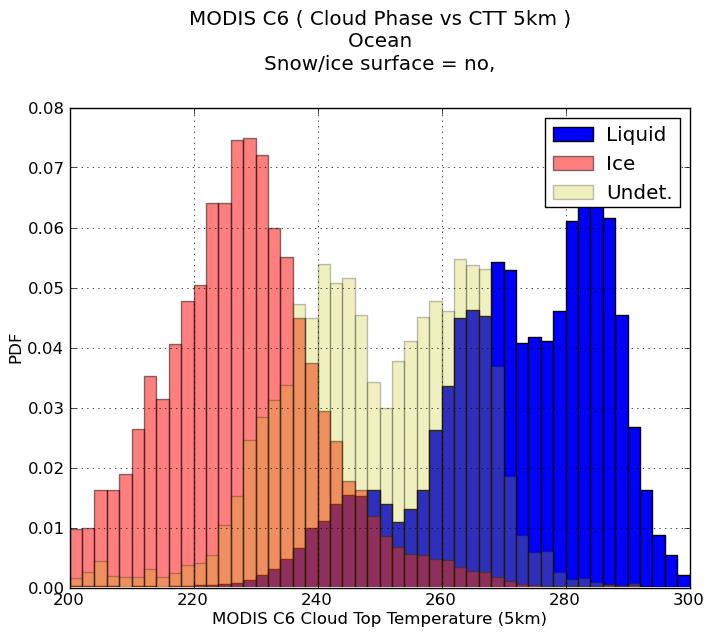 MODIS C6 ( Cloud Phase vs CTT 5km )
Ocean
Snow/ice surface = no,
0.08
0.07
0.06
0.05
0.04
0.03
0.02
0.01
0.00
PDF
Liquid
Ice
Undet.
200
220
240
260
280
300
MODIS C6 Cloud Top Temperature (5km)